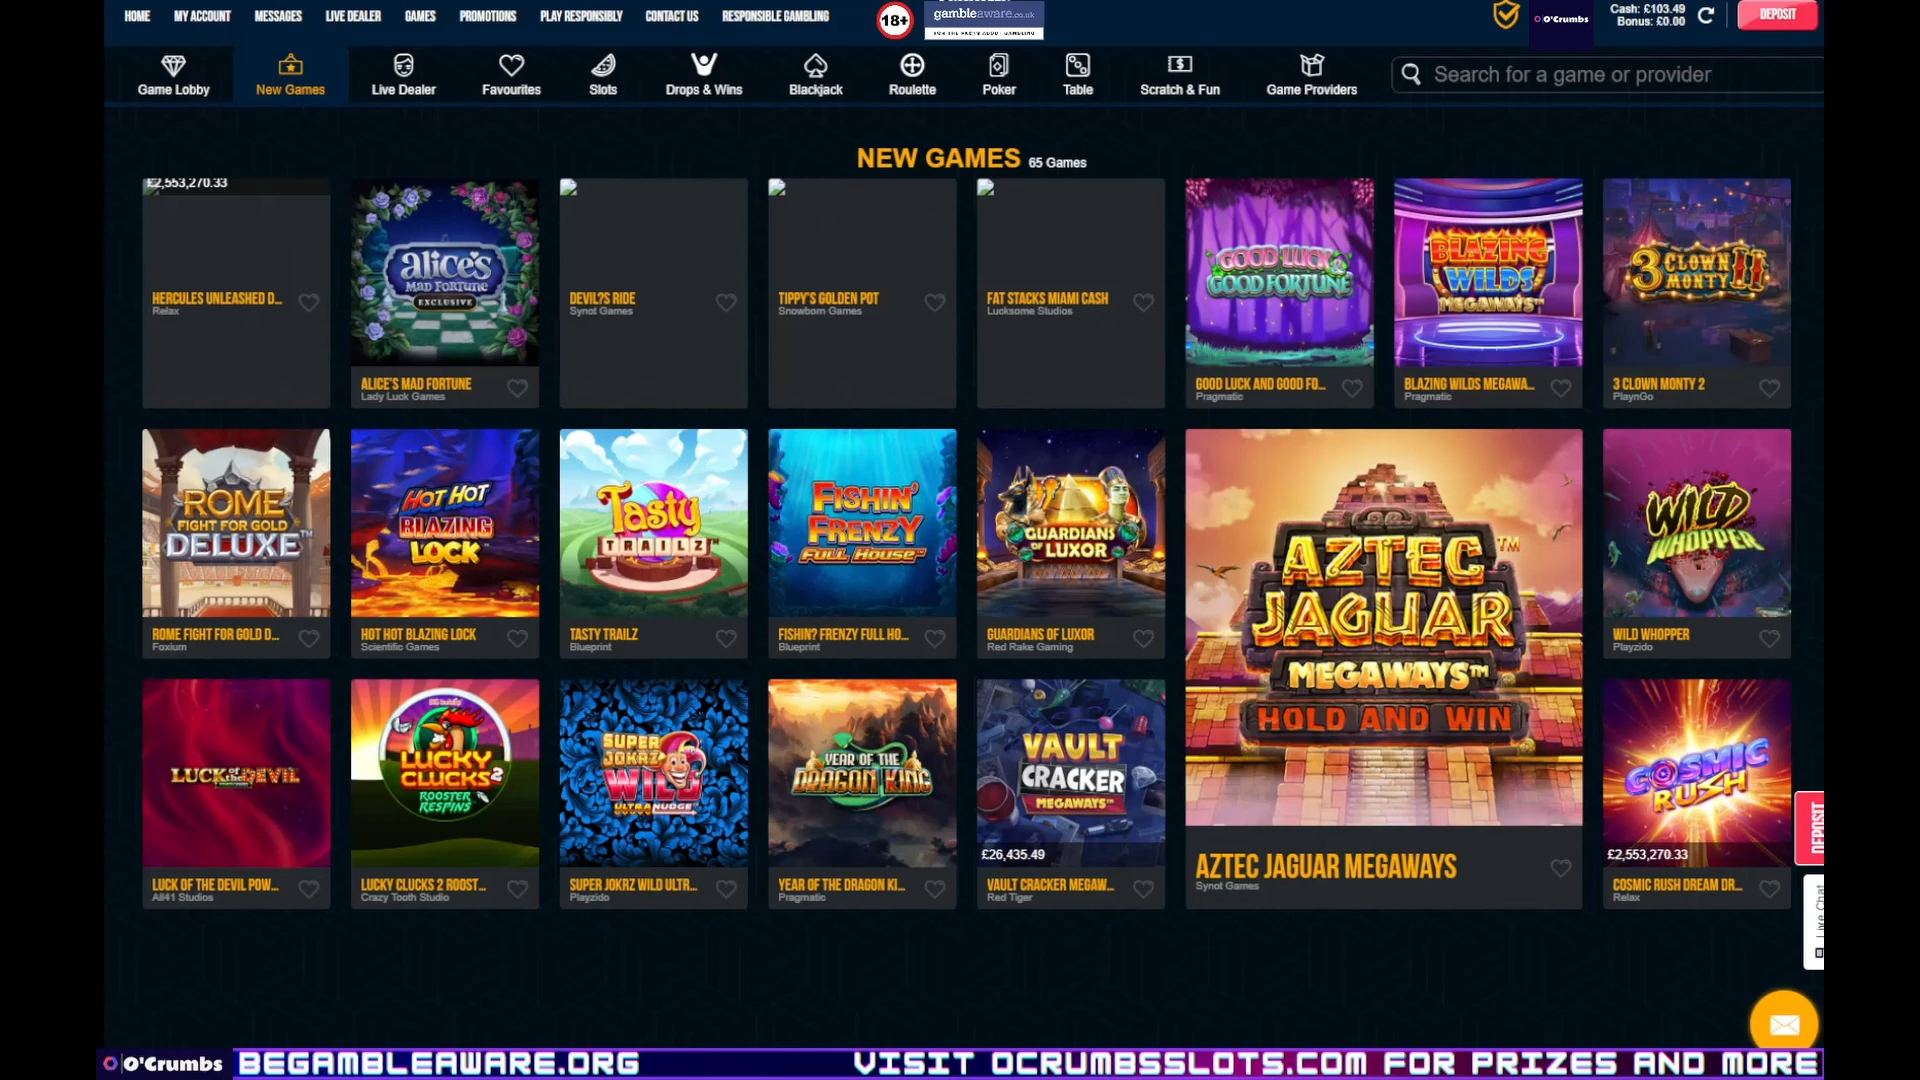 HOME MY ACCOUNT MESSAGES LIVE DEALER GAMES PROMOTIONS PLAY RESPONSIBLY CONTACT US RESPONSIBLE GAMBLING
18+
gambleaware.co.uk
O'Crumbs
Cash: £103.49
Bonus: £0.00
DEPOSIT
Game Lobby New Games Live Dealer Favourites Slots Drops & Wins Blackjack Roulette Poker Table Scratch & Fun Game Providers
Search for a game or provider
NEW GAMES 65 Games
£2,553,270.33
HERCULES UNLEASHED D...
Relax
alice's
MAD FORTUNE
EXCLUSIVE
ALICE'S MAD FORTUNE
Lady Luck Games
DEVIL?S RIDE
Synot Games
TIPPY'S GOLDEN POT
Snowborn Games
FAT STACKS MIAMI CASH
Lucksome Studios
GOOD LUCK &
GOOD FORTUNE
GOOD LUCK AND GOOD FO...
Pragmatic
BLAZING
WILDS
MEGAWAYS™
BLAZING WILDS MEGAWA...
Pragmatic
3 CLOWN
MONTY II
3 CLOWN MONTY 2
PlaynGo
ROME
FIGHT FOR GOLD
DELUXE™
ROME FIGHT FOR GOLD D...
Foxium
HOT HOT
BLAZING
LOCK™
HOT HOT BLAZING LOCK
Scientific Games
Tasty
TRAILZ™
TASTY TRAILZ
Blueprint
FISHIN'
FRENZY
FULL HOUSE™
FISHIN? FRENZY FULL HO...
Blueprint
GUARDIANS
OF LUXOR
GUARDIANS OF LUXOR
Red Rake Gaming
AZTEC™
JAGUAR
MEGAWAYS™
HOLD AND WIN
AZTEC JAGUAR MEGAWAYS
Synot Games
WILD
WHOPPER
WILD WHOPPER
Playzido
LUCK of the DEVIL
LUCK OF THE DEVIL POW...
All41 Studios
LUCKY
CLUCKS 2
ROOSTER
RESPINS
LUCKY CLUCKS 2 ROOST...
Crazy Tooth Studio
SUPER
JOKRZ
WILD
ULTRANUDGE
SUPER JOKRZ WILD ULTR...
Playzido
YEAR OF THE
DRAGON KING
YEAR OF THE DRAGON KI...
Pragmatic
VAULT
CRACKER
MEGAWAYS™
£26,435.49
VAULT CRACKER MEGAW...
Red Tiger
COSMIC
RUSH
£2,553,270.33
COSMIC RUSH DREAM DR...
Relax
DEPOSIT
Live Chat
O'Crumbs BEGAMBLEAWARE.ORG VISIT OCRUMBSSLOTS.COM FOR PRIZES AND MORE